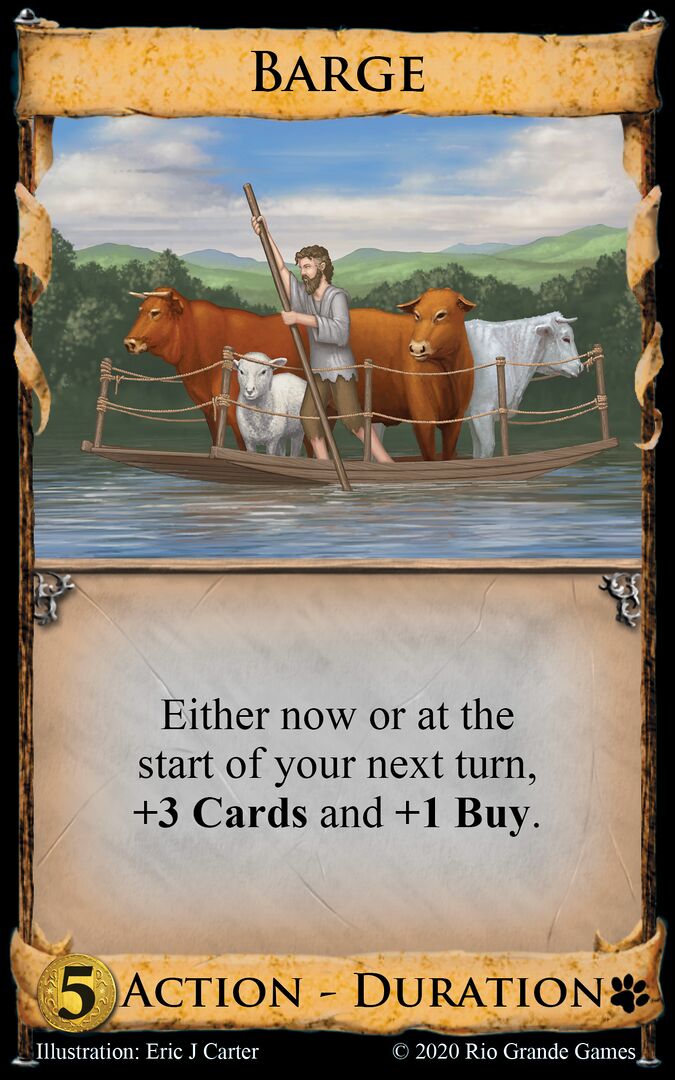 Barge
Either now or at the
start of your next turn,
+3 Cards and +1 Buy.
5 Action - Duration
Illustration: Eric J Carter © 2020 Rio Grande Games